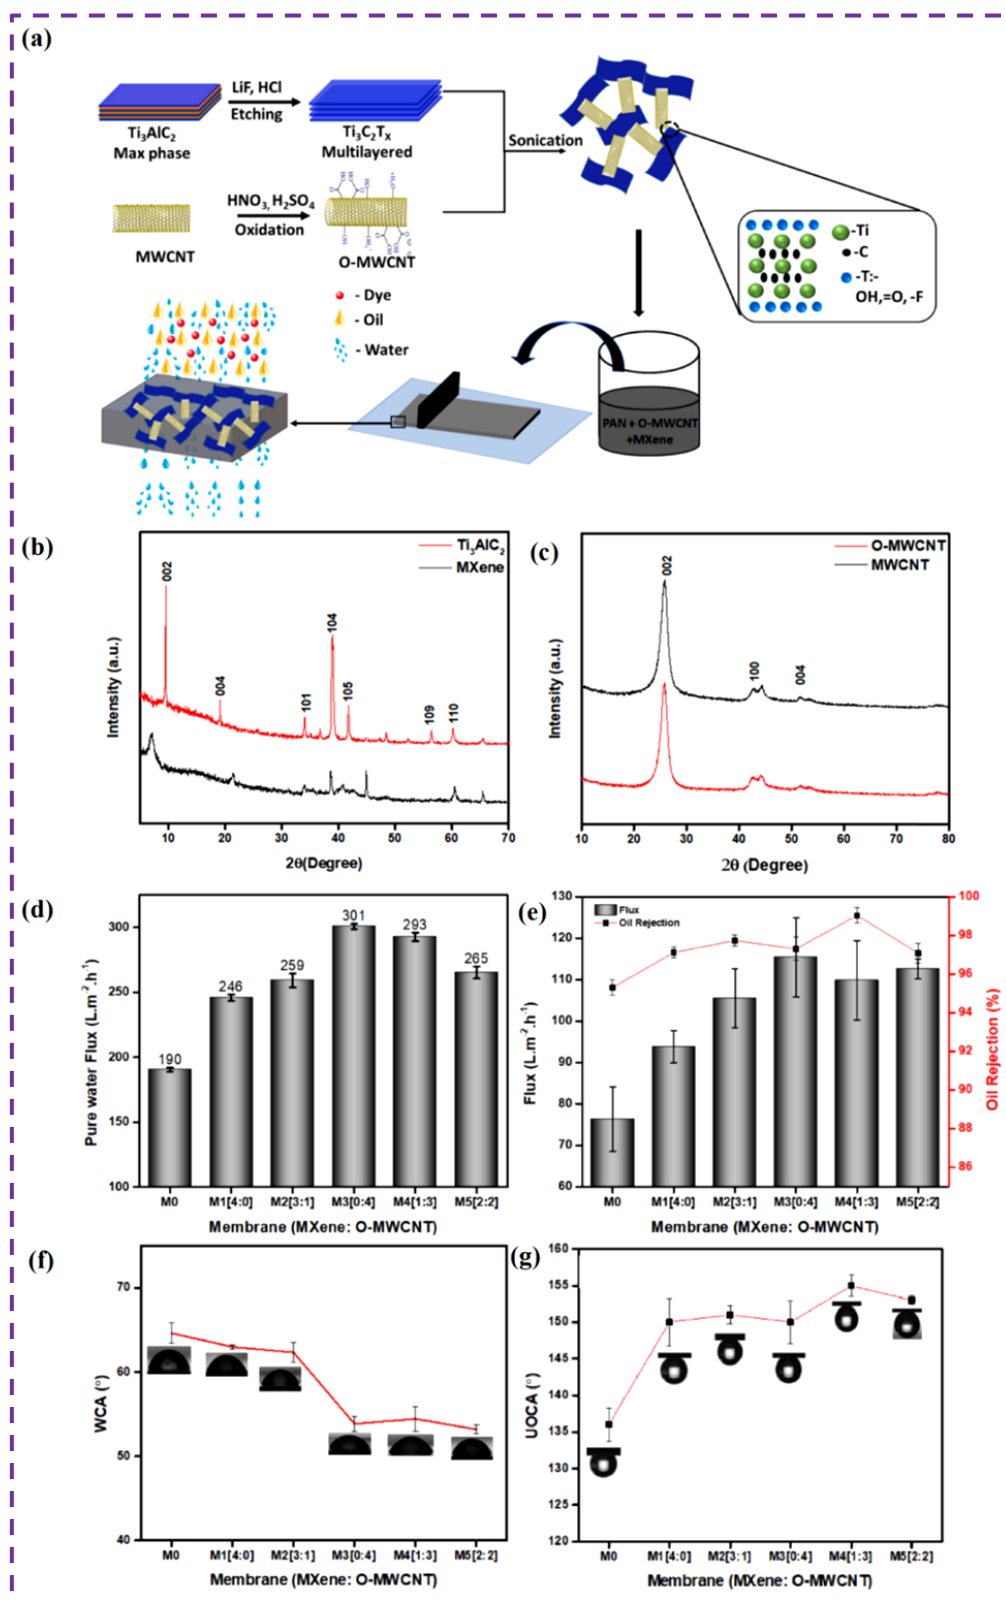 (a)
LiF, HCl
Etching
Ti₃AlC₂
Max phase
Ti₃C₂Tₓ
Multilayered
Sonication
HNO₃, H₂SO₄
Oxidation
MWCNT
O-MWCNT
-Ti
-C
-T:-
OH,=O, -F
- Dye
- Oil
- Water
PAN + O-MWCNT
+MXene
(b)
Ti₃AlC₂
MXene
002
004
101
104
105
109
110
Intensity (a.u.)
10 20 30 40 50 60 70
2θ(Degree)
(c)
O-MWCNT
MWCNT
002
100
004
Intensity (a.u.)
10 20 30 40 50 60 70 80
2θ (Degree)
(d)
300
250
200
150
100
190
246
259
301
293
265
Pure water Flux (L.m⁻².h⁻¹)
M0 M1[4:0] M2[3:1] M3[0:4] M4[1:3] M5[2:2]
Membrane (MXene: O-MWCNT)
(e)
Flux
Oil Rejection
130
120
110
100
90
80
70
60
Flux (L.m⁻².h⁻¹)
100
98
96
94
92
90
88
86
Oil Rejection (%)
M0 M1[4:0] M2[3:1] M3[0:4] M4[1:3] M5[2:2]
Membrane (MXene: O-MWCNT)
(f)
70
60
50
40
WCA (°)
M0 M1[4:0] M2[3:1] M3[0:4] M4[1:3] M5[2:2]
Membrane (MXene: O-MWCNT)
(g)
160
155
150
145
140
135
130
125
120
UOCA (°)
M0 M1[4:0] M2[3:1] M3[0:4] M4[1:3] M5[2:2]
Membrane (MXene: O-MWCNT)